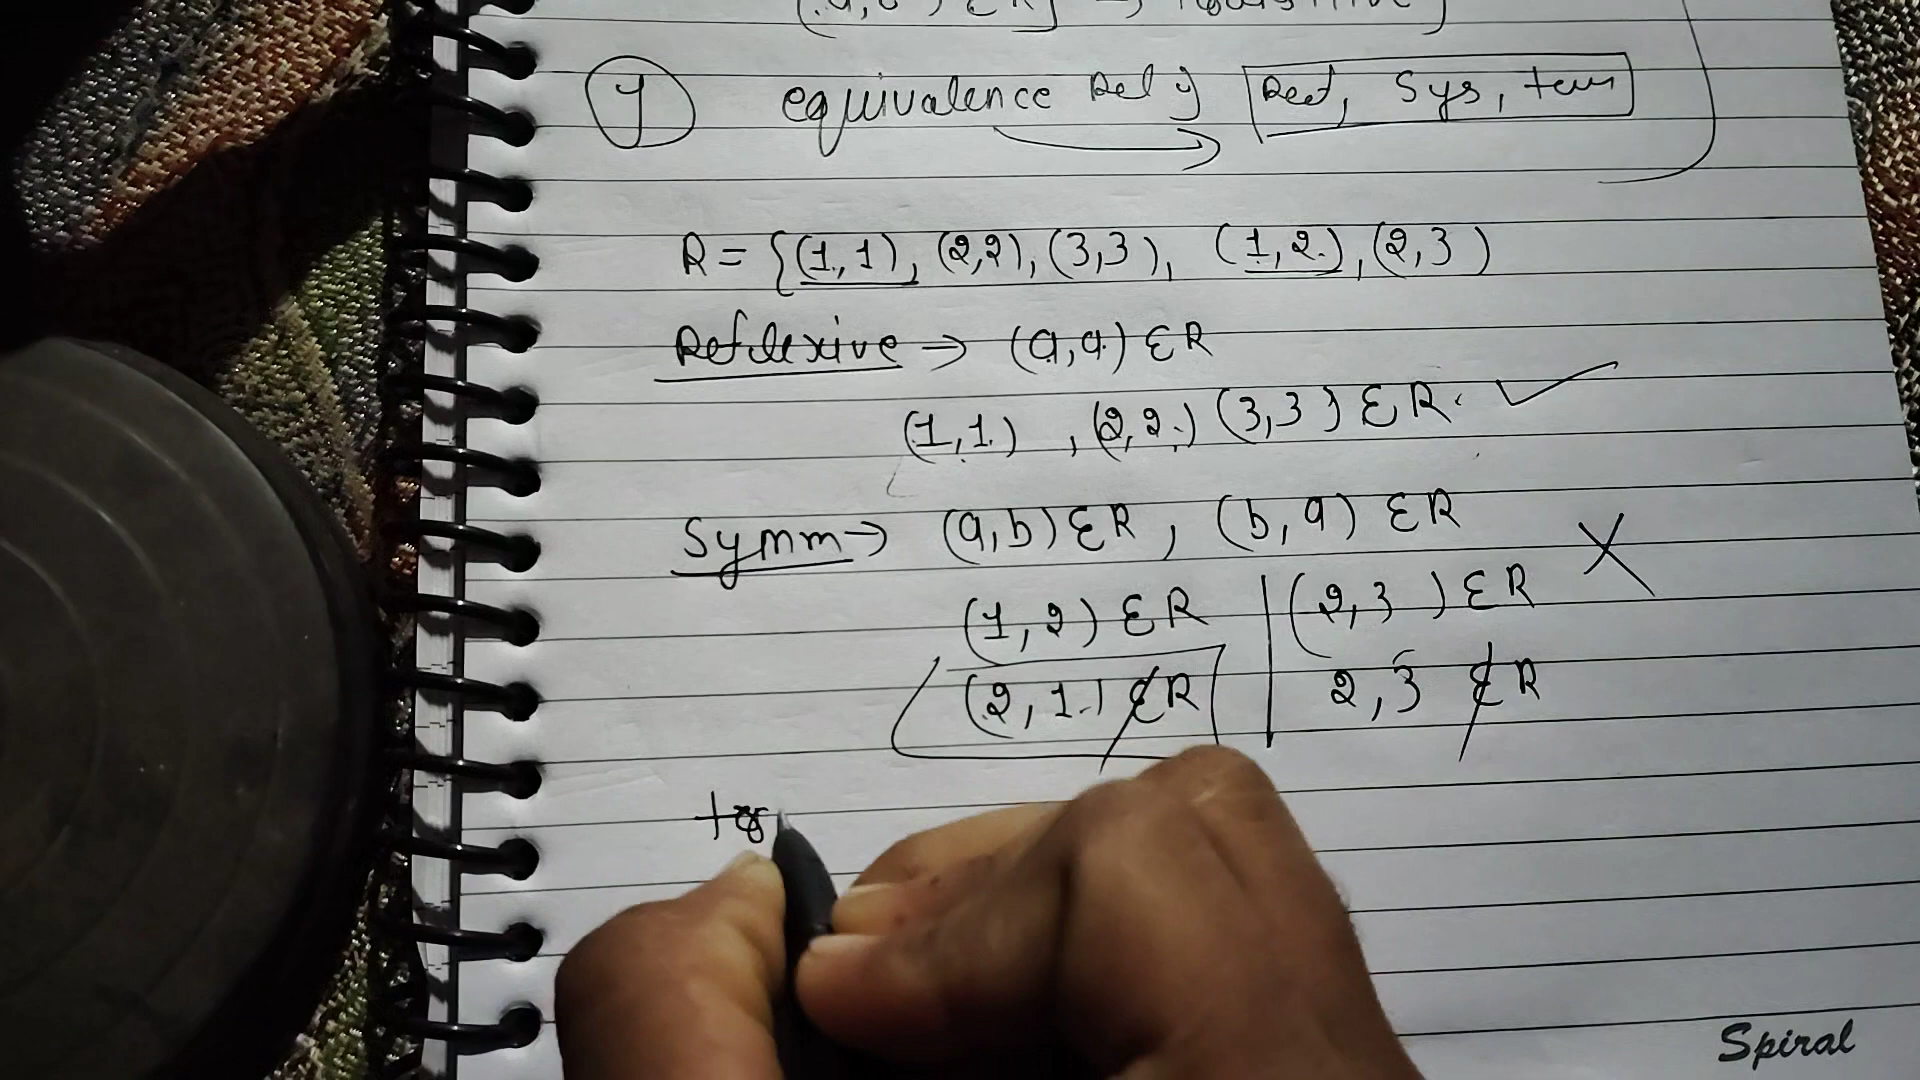 4 equivalence Rel y Ref, Sys, tran
R = {(1,1), (2,2), (3,3), (1,2), (2,3)
Reflexive → (a,a) ∈ R
(1,1) , (2,2) (3,3) ∈ R.
Symm → (a,b) ∈ R , (b,a) ∈ R
(1,2) ∈ R (2,3) ∈ R
(2,1) ∉ R 2,3 ∉ R
Spiral